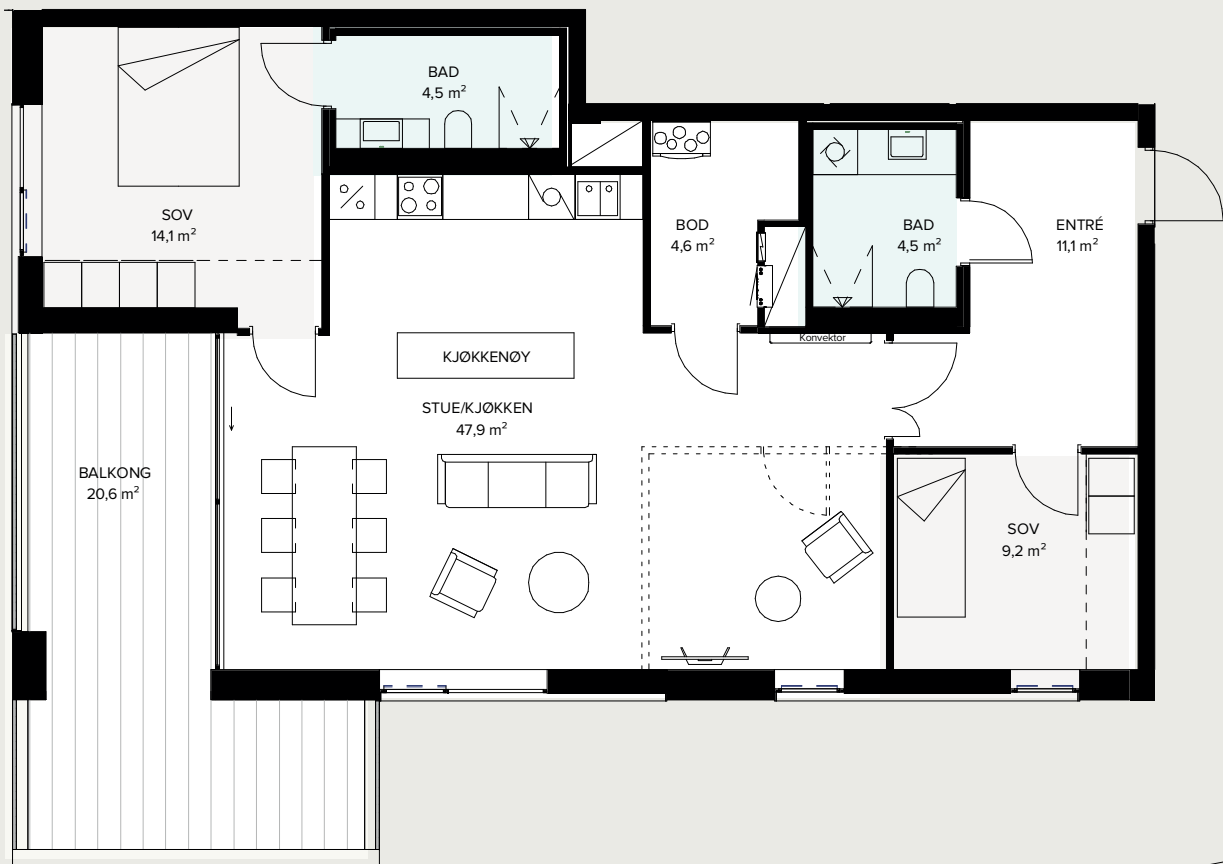 BAD
4,5 m²
SOV
14,1 m²
BOD
4,6 m²
BAD
4,5 m²
ENTRÉ
11,1 m²
Konvektor
KJØKKENØY
STUE/KJØKKEN
47,9 m²
BALKONG
20,6 m²
SOV
9,2 m²